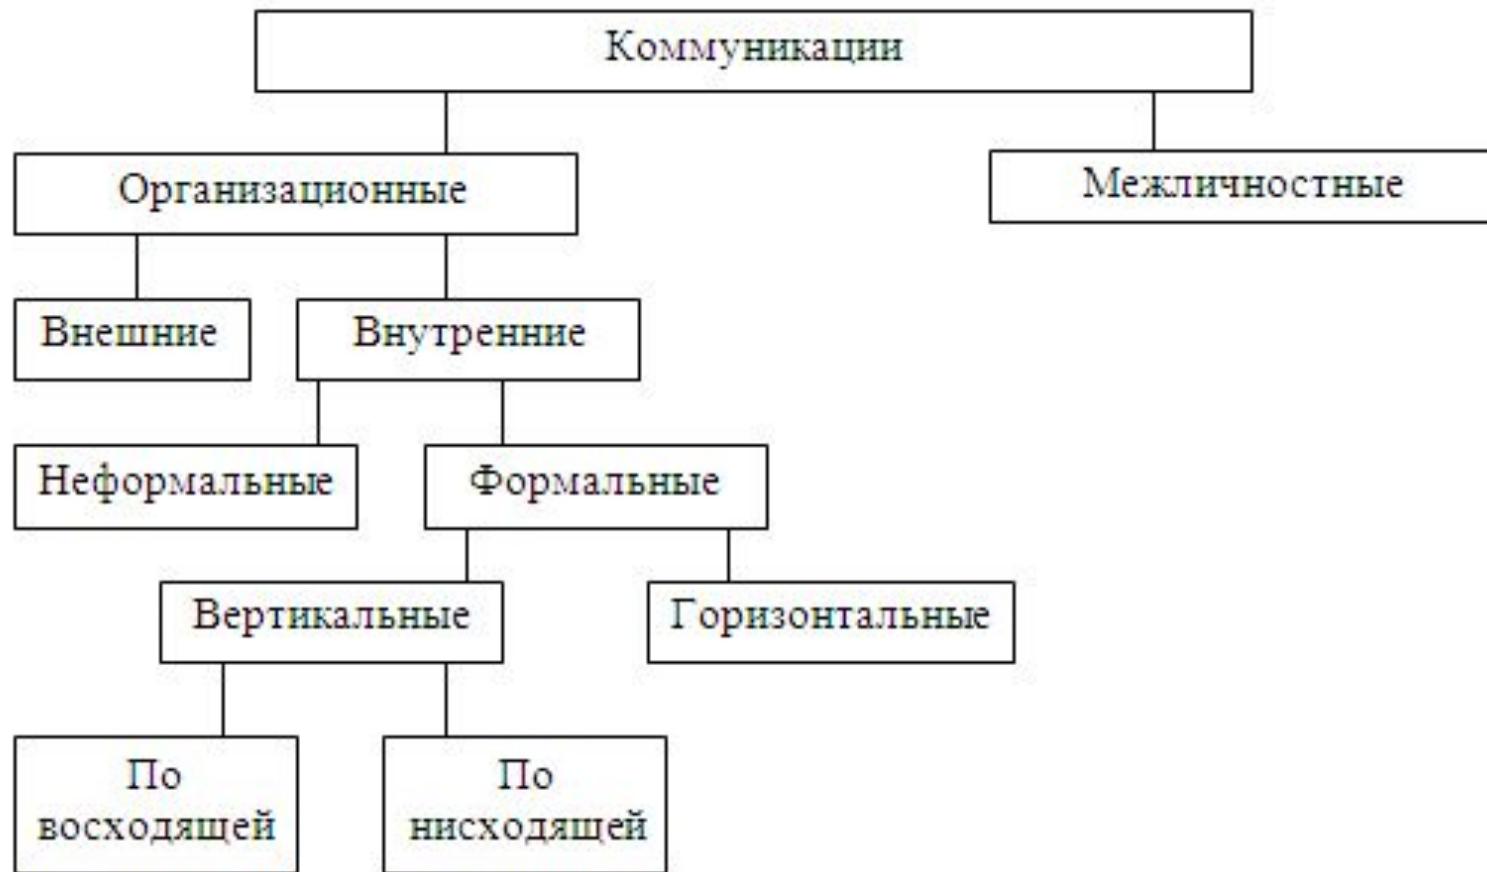 Коммуникации
Организационные
Межличностные
Внешние
Внутренние
Неформальные
Формальные
Вертикальные
Горизонтальные
По
восходящей
По
нисходящей